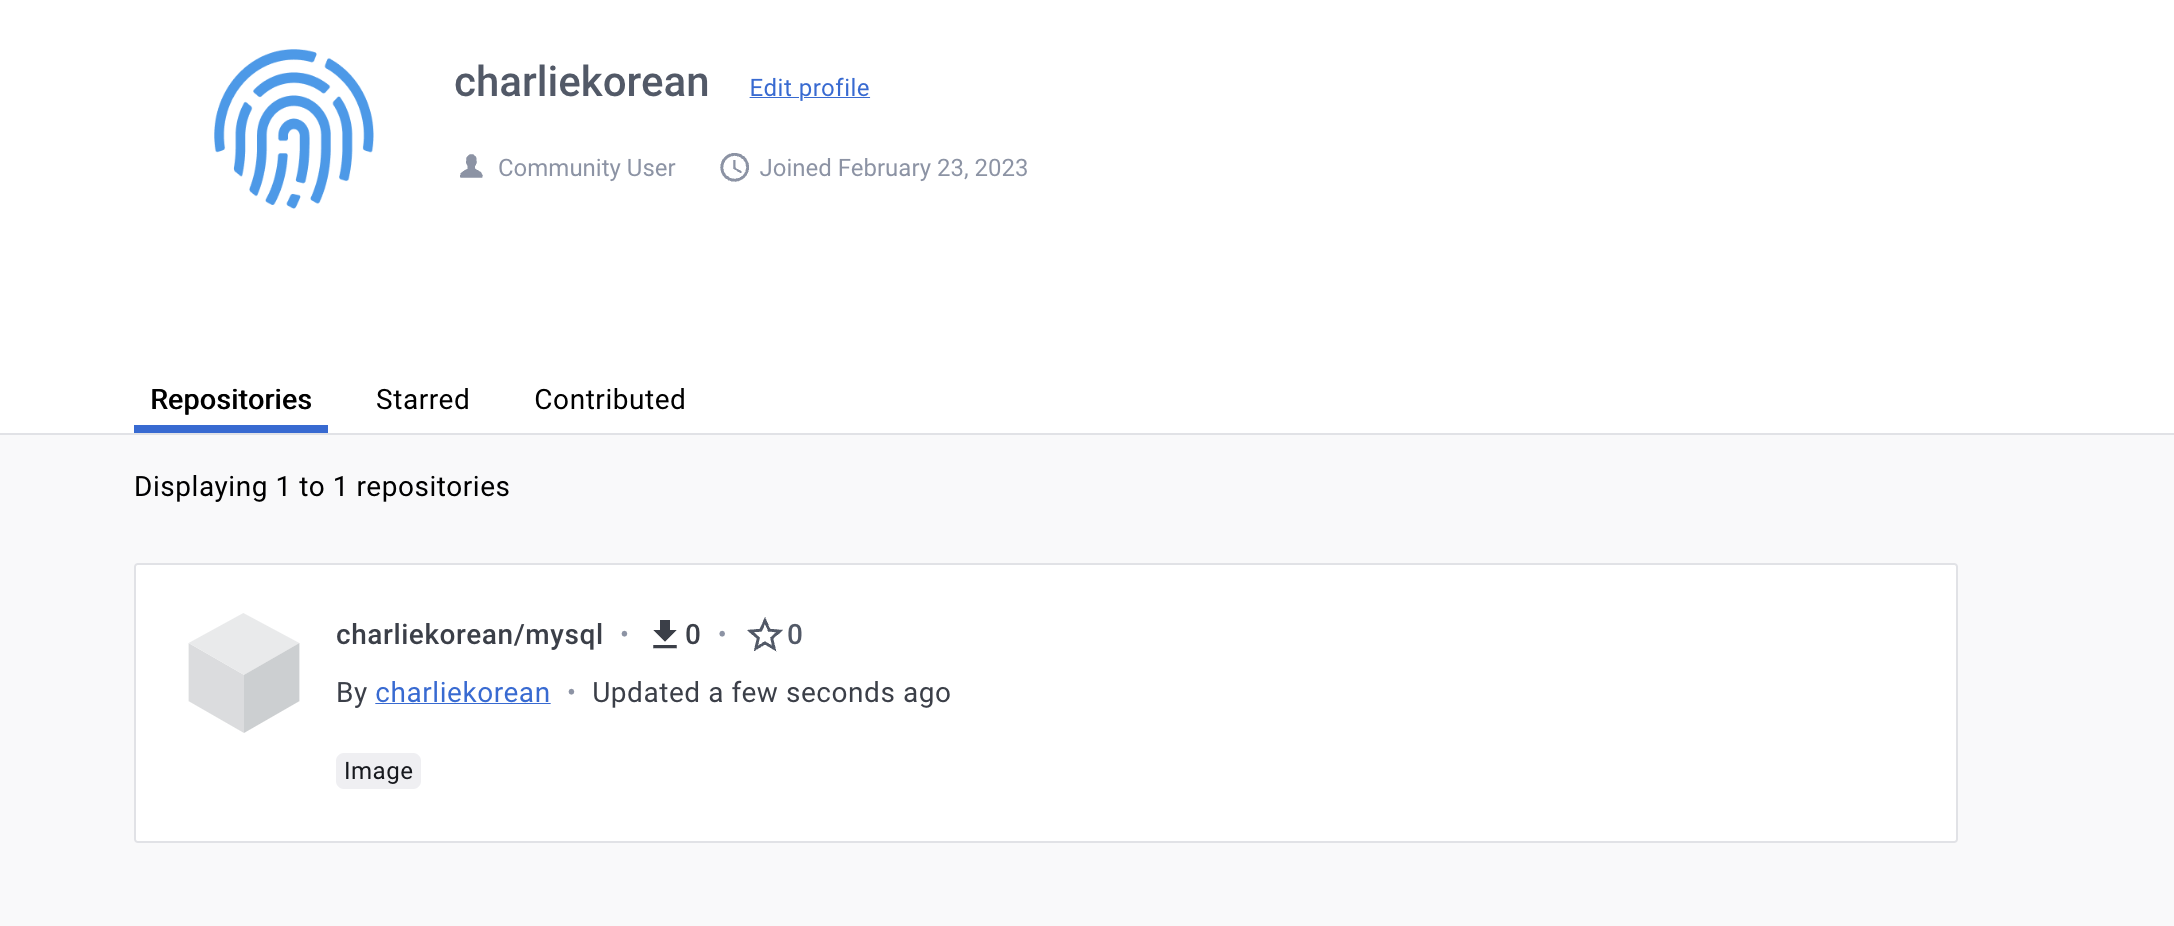 charliekorean Edit profile
Community User Joined February 23, 2023
Repositories Starred Contributed
Displaying 1 to 1 repositories
charliekorean/mysql • 0 • 0
By charliekorean • Updated a few seconds ago
Image